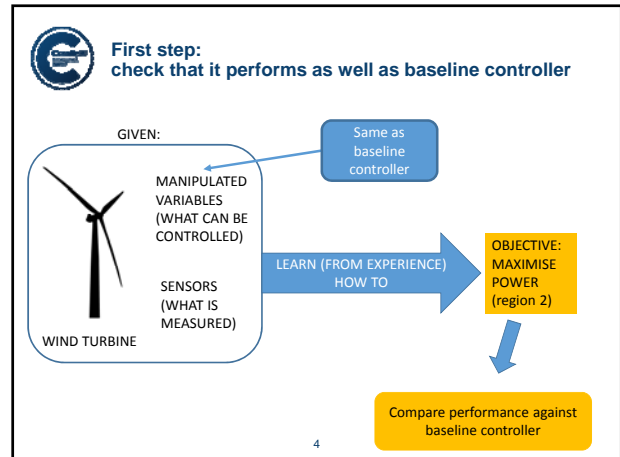 First step:
check that it performs as well as baseline controller
GIVEN:
Same as
baseline
controller
MANIPULATED
VARIABLES
(WHAT CAN BE
CONTROLLED)
SENSORS
(WHAT IS
MEASURED)
WIND TURBINE
LEARN (FROM EXPERIENCE)
HOW TO
OBJECTIVE:
MAXIMISE
POWER
(region 2)
Compare performance against
baseline controller
4